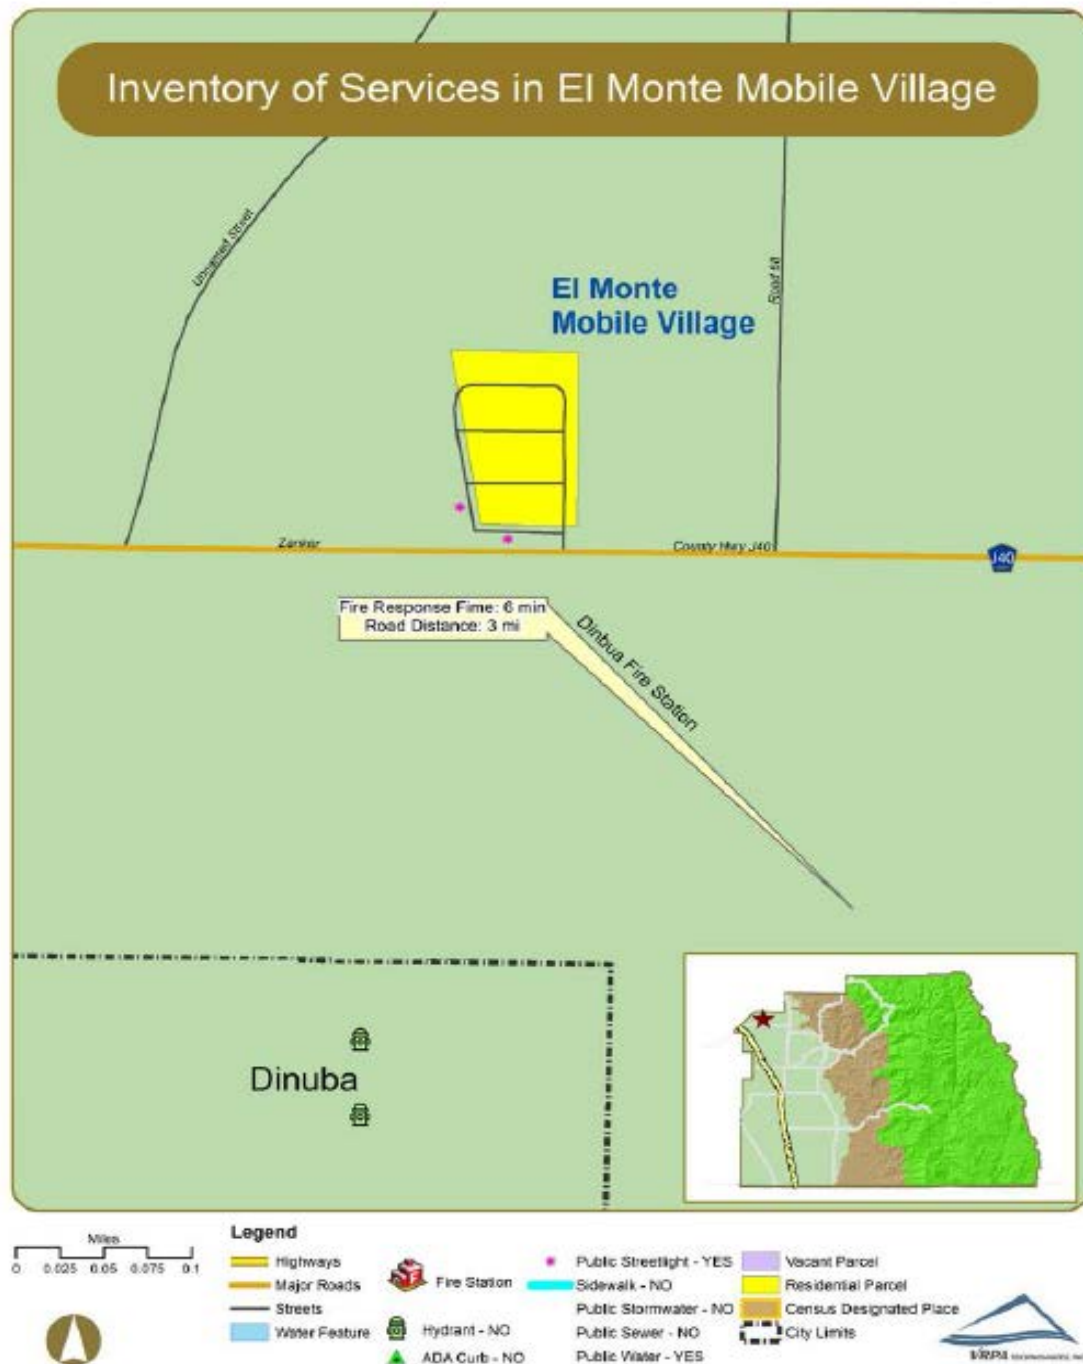 Inventory of Services in El Monte Mobile Village
Unnamed Street
El Monte
Mobile Village
Zanker
County Hwy J40
J40
Fire Response Fime: 6 min
Road Distance: 3 mi
Dinbua Fire Station
Dinuba
Miles
0 0.025 0.05 0.075 0.1
Legend
Highways
Major Roads
Streets
Water Feature
Fire Station
Hydrant - NO
ADA Curb - NO
Public Streetlight - YES
Sidewalk - NO
Public Stormwater - NO
Public Sewer - NO
Public Water - YES
Vacant Parcel
Residential Parcel
Census Designated Place
City Limits
VRPA